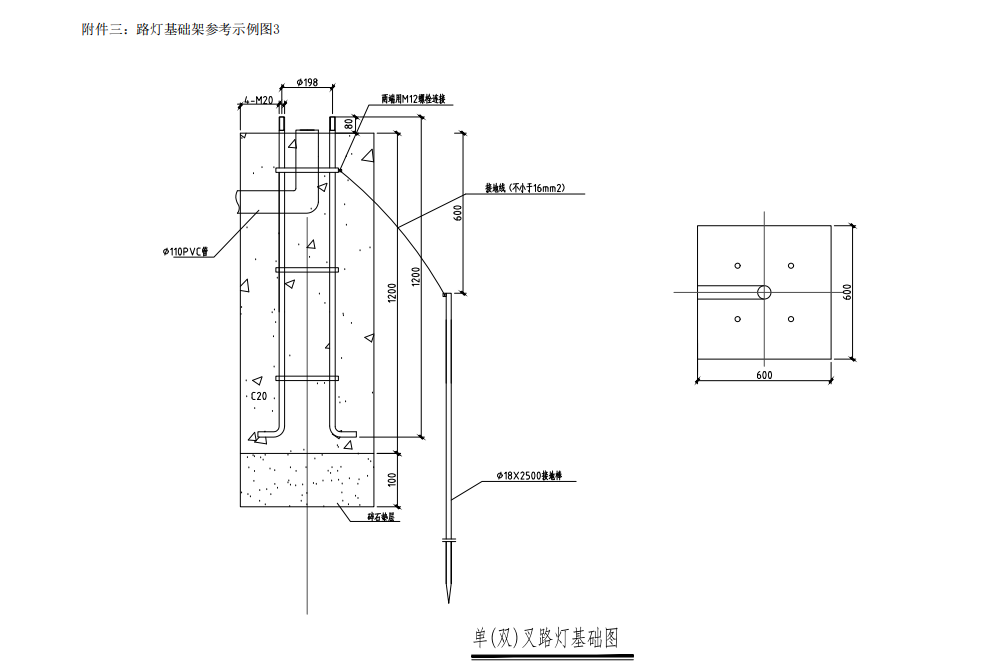 附件三：路灯基础架参考示例图3
Φ198
4-M20
两端用M12螺栓连接
80
接地线（不小于16mm2）
600
Φ110PVC管
1200
1200
600
600
C20
100
Φ18X2500接地棒
碎石垫层
单(双)叉路灯基础图